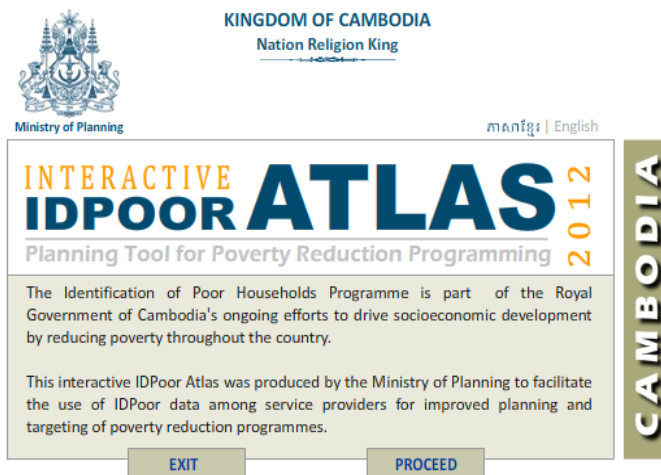 KINGDOM OF CAMBODIA
Nation Religion King
Ministry of Planning
ភាសាខ្មែរ | English
INTERACTIVE
IDPOOR ATLAS 2012
Planning Tool for Poverty Reduction Programming
CAMBODIA
The Identification of Poor Households Programme is part of the Royal
Government of Cambodia's ongoing efforts to drive socioeconomic development
by reducing poverty throughout the country.
This interactive IDPoor Atlas was produced by the Ministry of Planning to facilitate
the use of IDPoor data among service providers for improved planning and
targeting of poverty reduction programmes.
EXIT
PROCEED